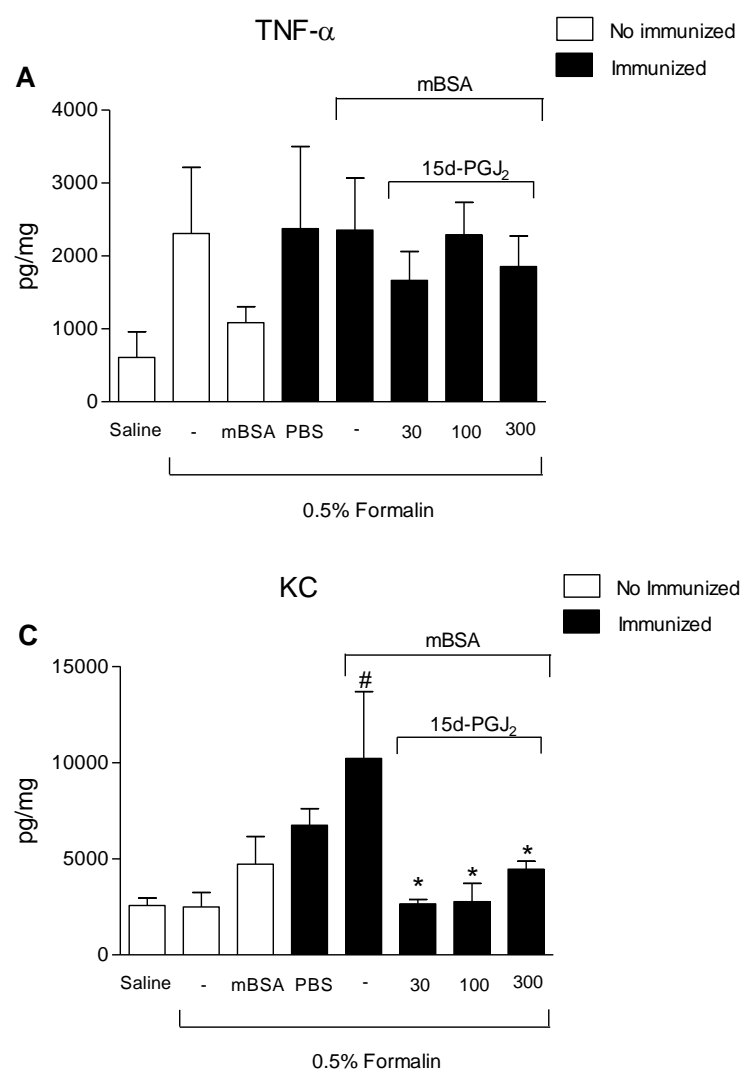 TNF-α
No immunized
Immunized
A
mBSA
15d-PGJ₂
4000
3000
2000
1000
0
pg/mg
Saline - mBSA PBS - 30 100 300
0.5% Formalin
KC
No Immunized
Immunized
C
mBSA
15d-PGJ₂
15000
10000
5000
0
pg/mg
#
* * *
Saline - mBSA PBS - 30 100 300
0.5% Formalin